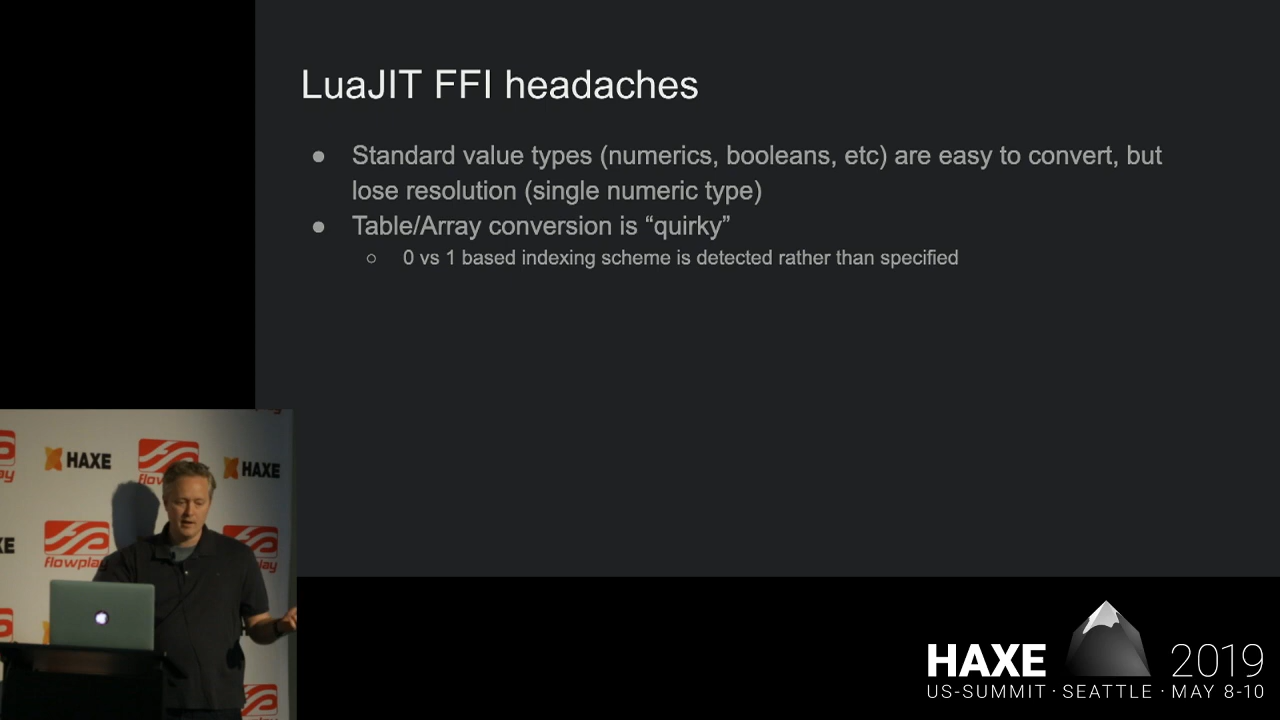 LuaJIT FFI headaches
● Standard value types (numerics, booleans, etc) are easy to convert, but
lose resolution (single numeric type)
● Table/Array conversion is “quirky”
○ 0 vs 1 based indexing scheme is detected rather than specified
HAXE
HAXE
flowplay
HAXE 2019
US-SUMMIT · SEATTLE · MAY 8-10